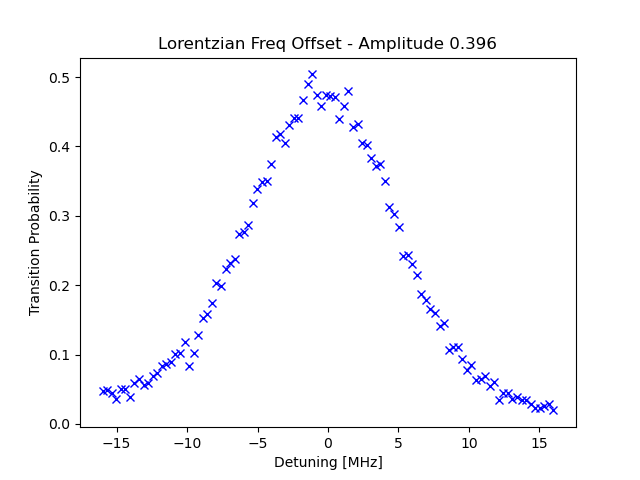 Lorentzian Freq Offset - Amplitude 0.396
0.5
0.4
0.3
0.2
0.1
0.0
Transition Probability
−15 −10 −5 0 5 10 15
Detuning [MHz]